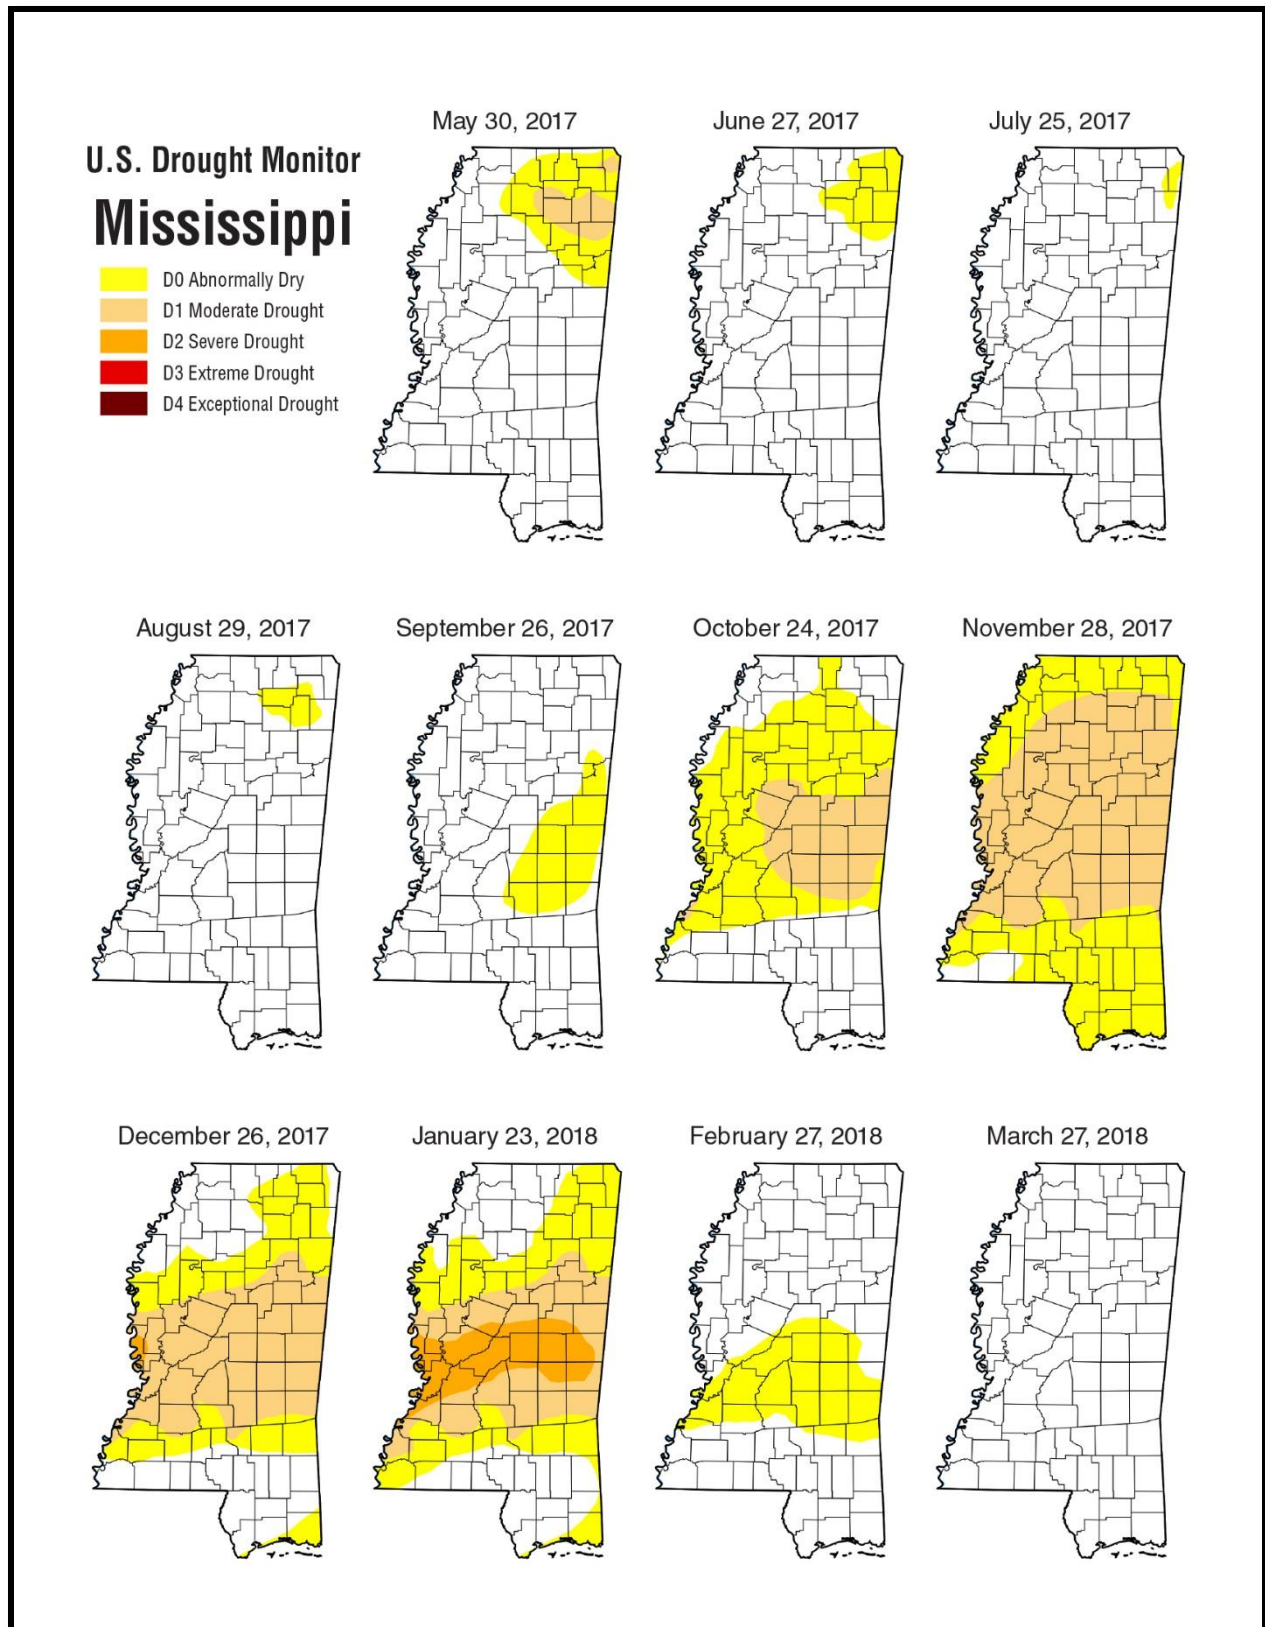 May 30, 2017
June 27, 2017
July 25, 2017
U.S. Drought Monitor
Mississippi
D0 Abnormally Dry
D1 Moderate Drought
D2 Severe Drought
D3 Extreme Drought
D4 Exceptional Drought
August 29, 2017
September 26, 2017
October 24, 2017
November 28, 2017
December 26, 2017
January 23, 2018
February 27, 2018
March 27, 2018